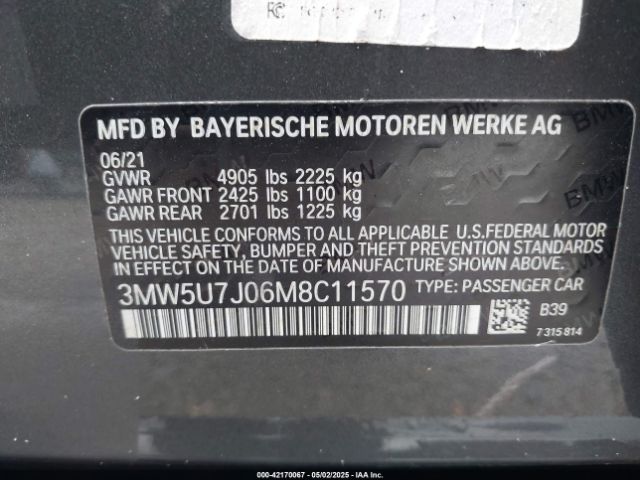 MFD BY BAYERISCHE MOTOREN WERKE AG
06/21
GVWR 4905 lbs 2225 kg
GAWR FRONT 2425 lbs 1100 kg
GAWR REAR 2701 lbs 1225 kg
THIS VEHICLE CONFORMS TO ALL APPLICABLE U.S.FEDERAL MOTOR
VEHICLE SAFETY, BUMPER AND THEFT PREVENTION STANDARDS
IN EFFECT ON THE DATE OF MANUFACTURE SHOWN ABOVE.
3MW5U7J06M8C11570 TYPE: PASSENGER CAR
B39
7 315 814
000-42170067 - 05/02/2025 - IAA Inc.